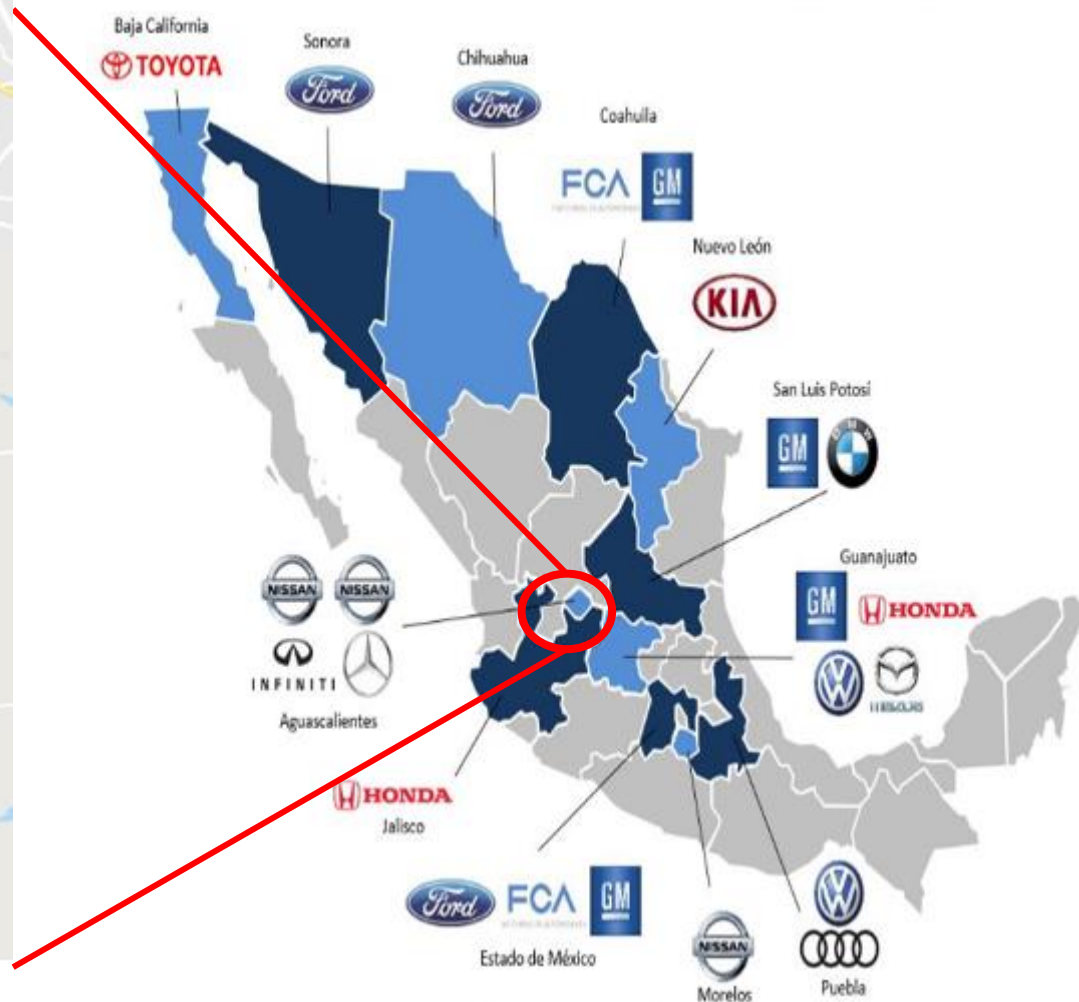 Baja California
TOYOTA
Sonora
Ford
Chihuahua
Ford
Coahuila
FCA GM
Nuevo León
KIA
San Luis Potosí
GM BMW
Guanajuato
GM HONDA
NISSAN NISSAN
INFINITI
Aguascalientes
HONDA
Jalisco
Ford FCA GM
Estado de México
NISSAN
Morelos
Puebla